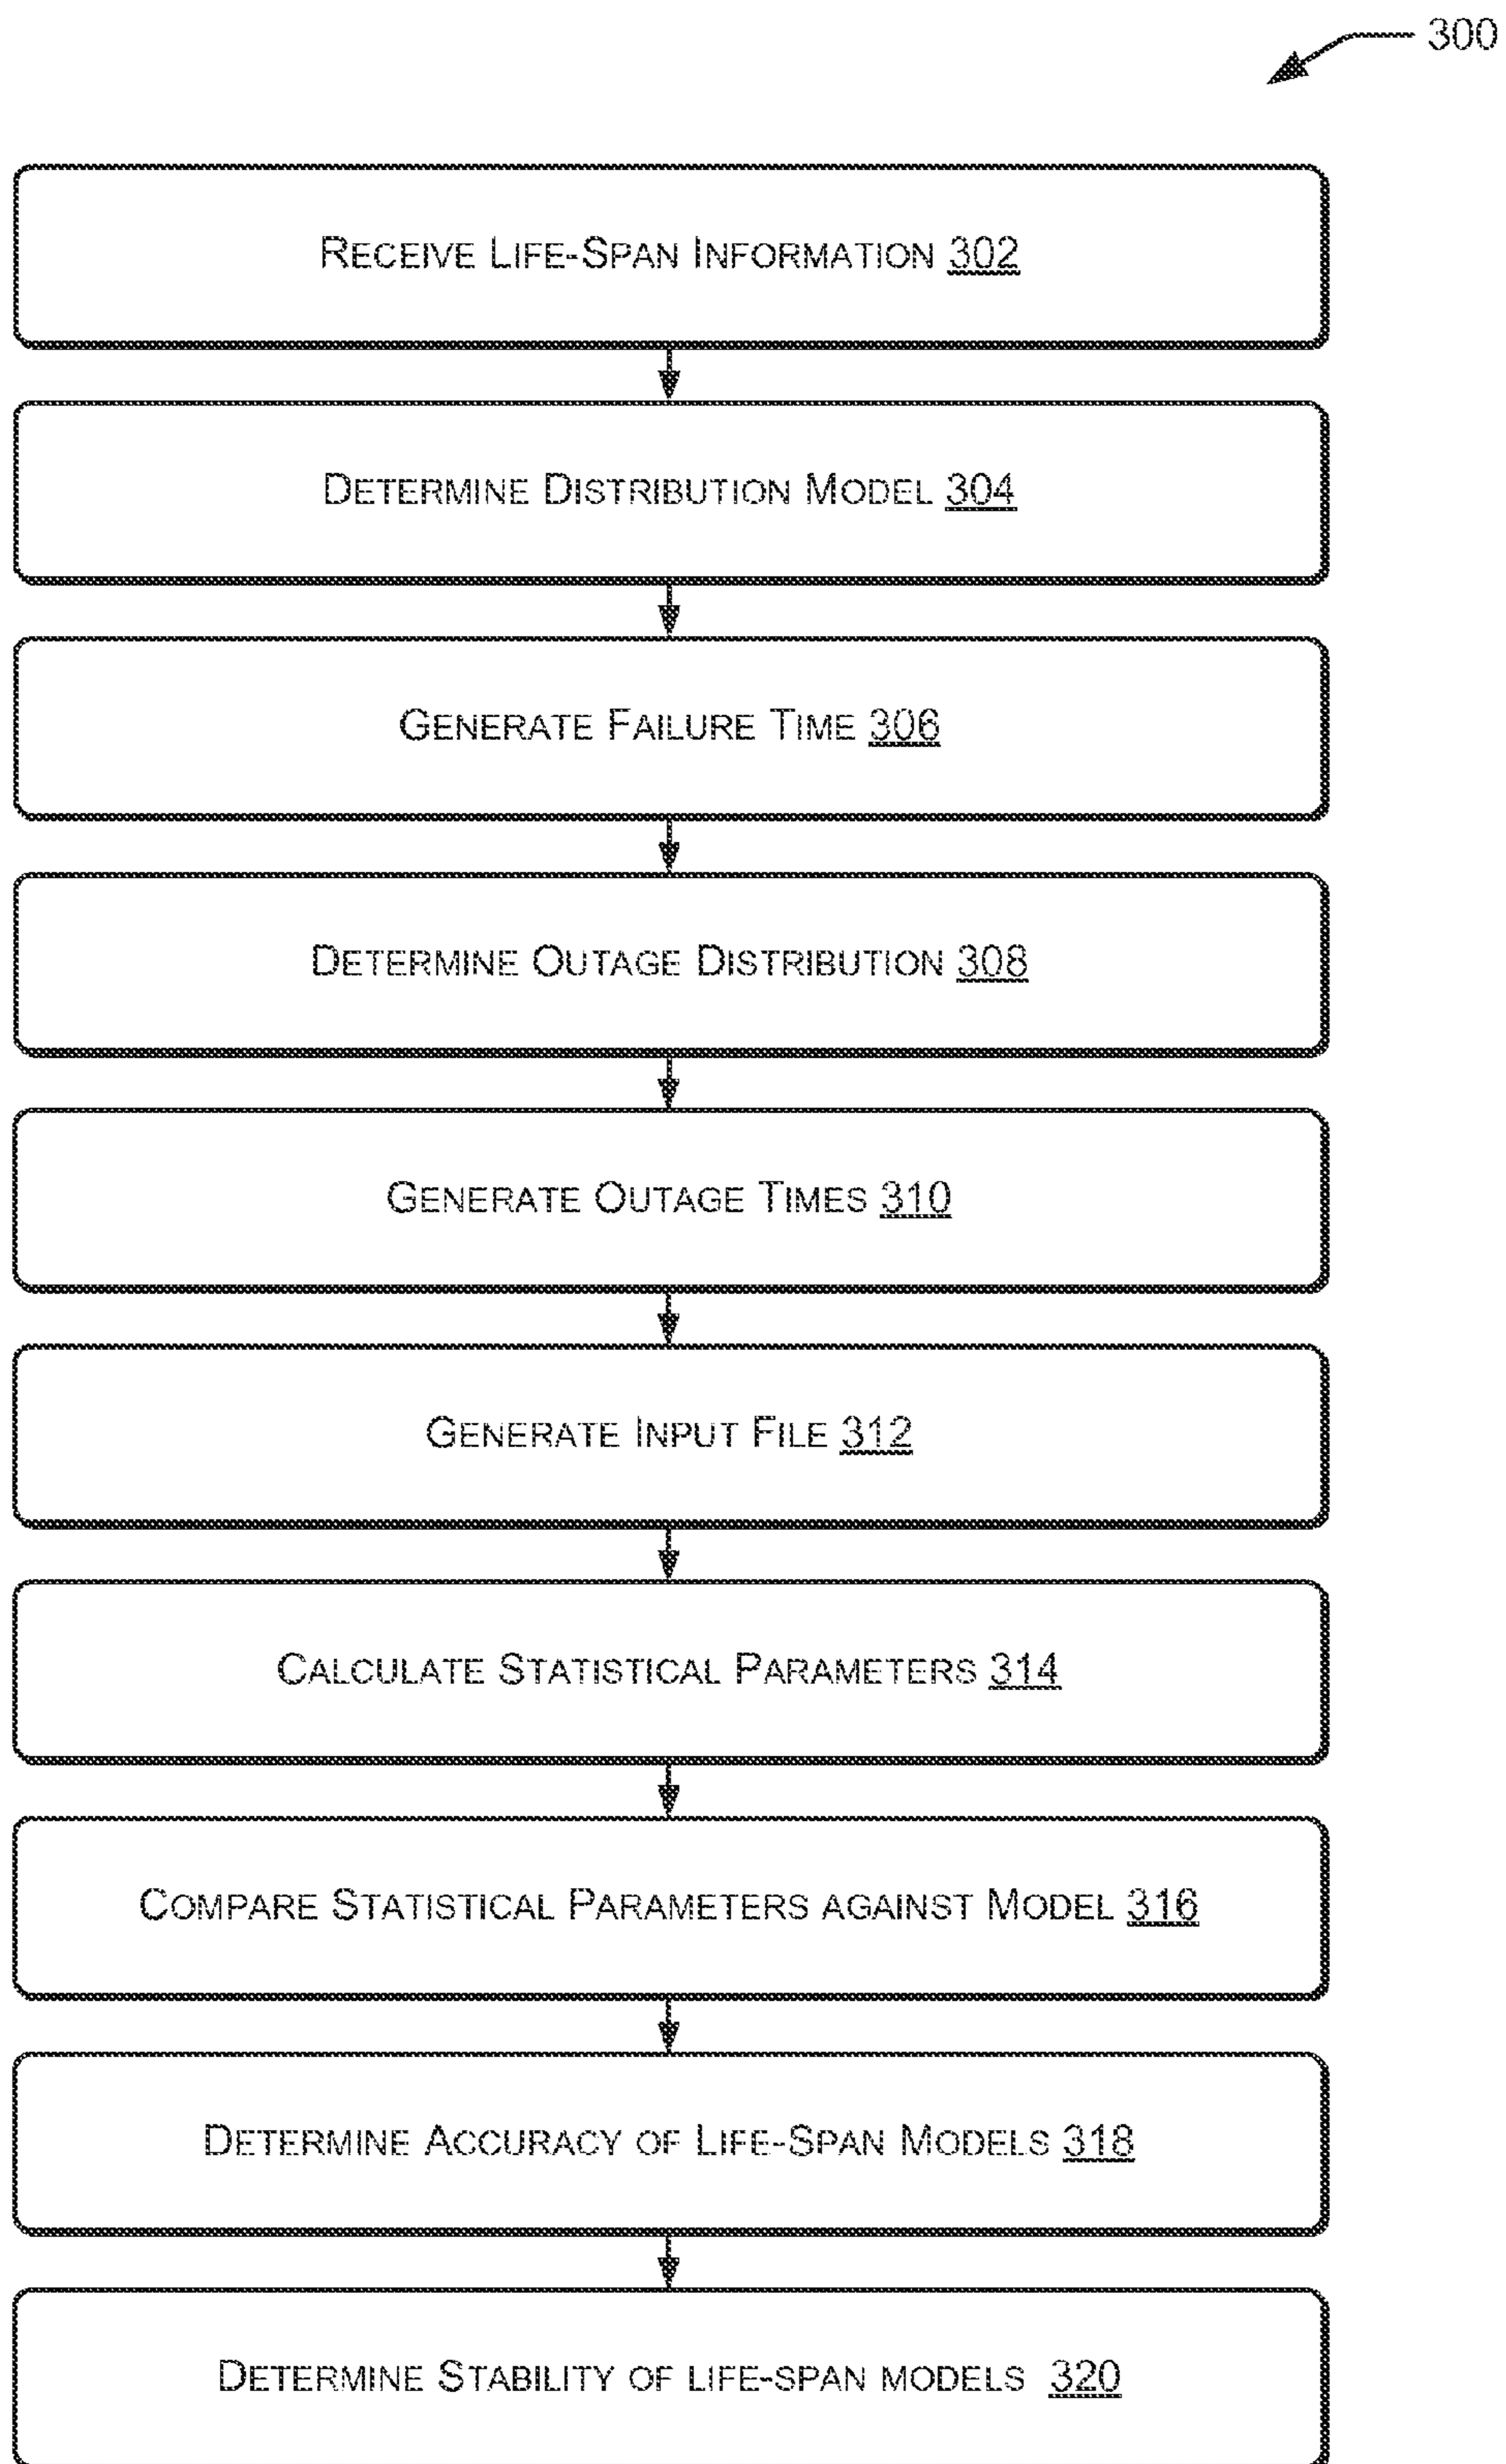 300
RECEIVE LIFE-SPAN INFORMATION 302
DETERMINE DISTRIBUTION MODEL 304
GENERATE FAILURE TIME 306
DETERMINE OUTAGE DISTRIBUTION 308
GENERATE OUTAGE TIMES 310
GENERATE INPUT FILE 312
CALCULATE STATISTICAL PARAMETERS 314
COMPARE STATISTICAL PARAMETERS AGAINST MODEL 316
DETERMINE ACCURACY OF LIFE-SPAN MODELS 318
DETERMINE STABILITY OF LIFE-SPAN MODELS 320